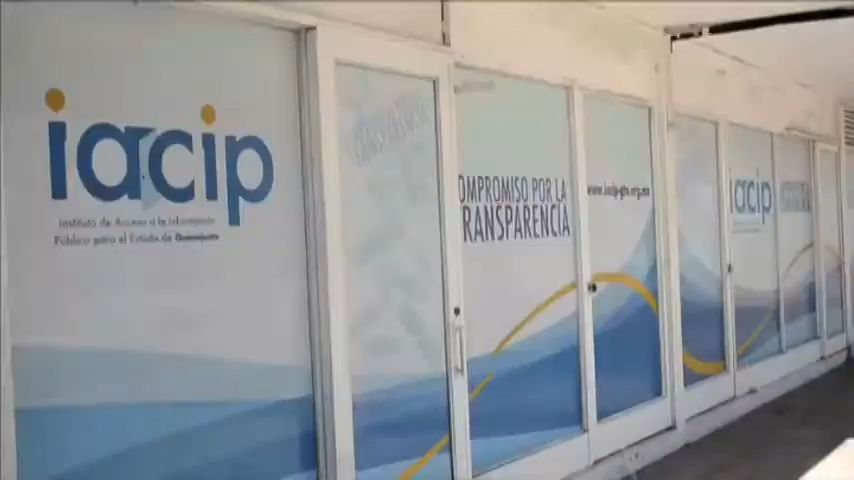 iacip
Instituto de Acceso a la Información
Pública para el Estado de Guanajuato
OMPROMISO POR LA
RANSPARENCIA
www.iacip-gto.org.mx
iacip